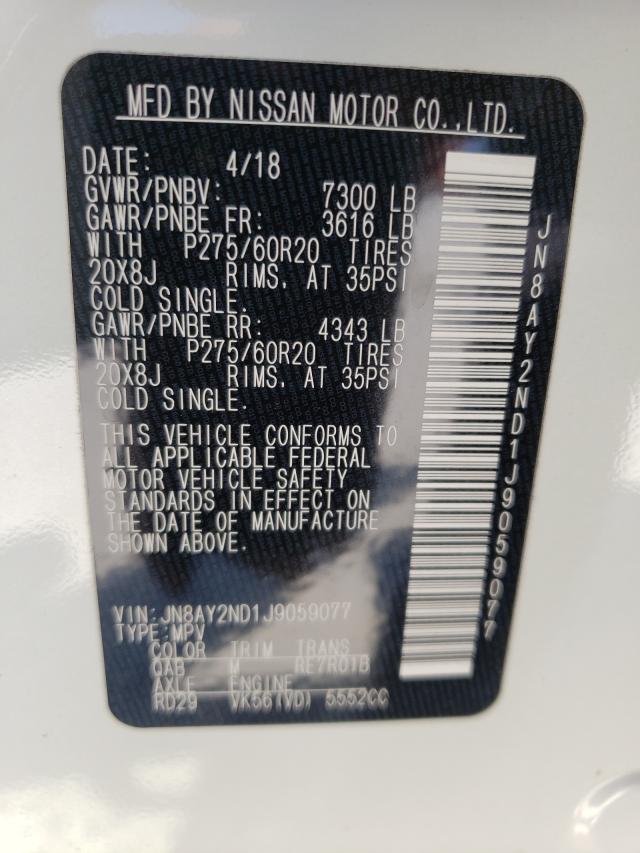 MFD BY NISSAN MOTOR CO.,LTD.
DATE: 4/18
GVWR/PNBV: 7300 LB
GAWR/PNBE FR: 3616 LB
WITH P275/60R20 TIRES
20X8J RIMS, AT 35PSI
COLD SINGLE.
GAWR/PNBE RR: 4343 LB
WITH P275/60R20 TIRES
20X8J RIMS, AT 35PSI
COLD SINGLE.
THIS VEHICLE CONFORMS TO
ALL APPLICABLE FEDERAL
MOTOR VEHICLE SAFETY
STANDARDS IN EFFECT ON
THE DATE OF MANUFACTURE
SHOWN ABOVE.
VIN:JN8AY2ND1J9059077
TYPE:MPV
COLOR TRIM TRANS
QAB M RE7R01B
AXLE ENGINE
RD29 VK56(VD) 5552CC
JN8AY2ND1J9059077